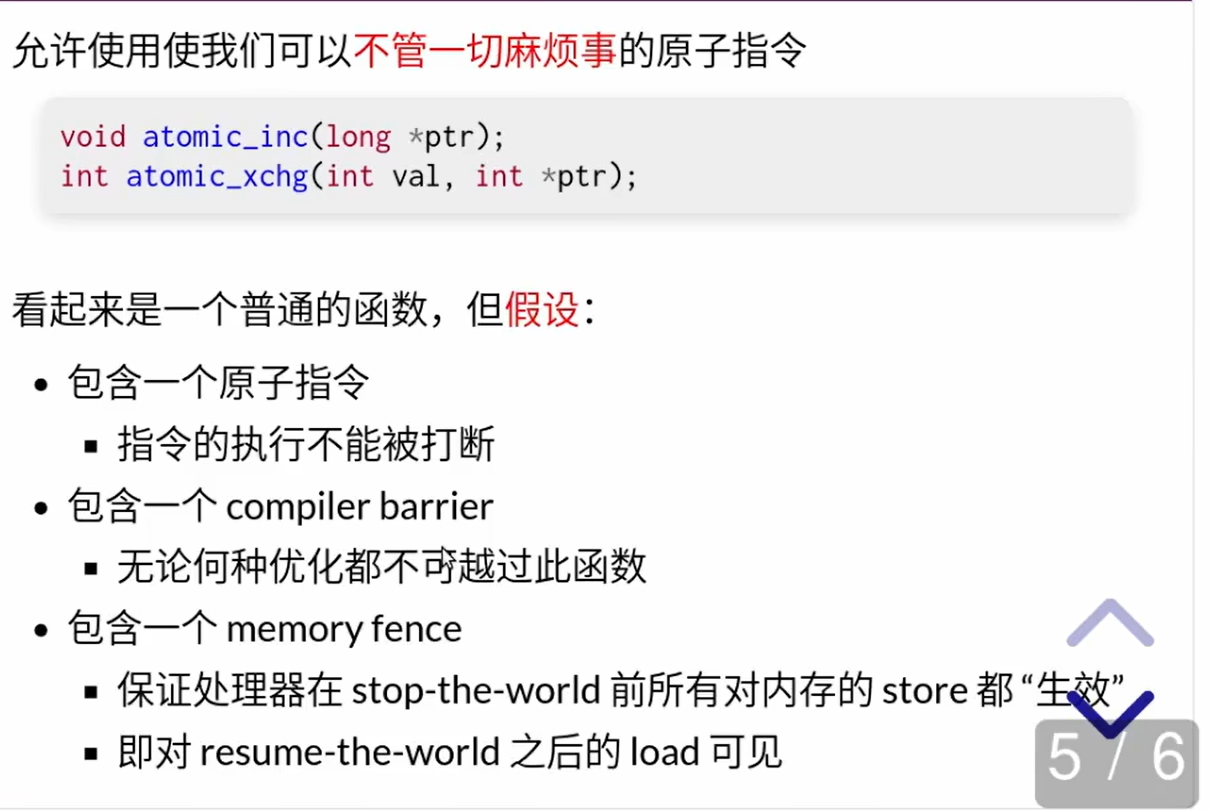 允许使用使我们可以不管一切麻烦事的原子指令
void atomic_inc(long *ptr);
int atomic_xchg(int val, int *ptr);
看起来是一个普通的函数，但假设：
• 包含一个原子指令
▪ 指令的执行不能被打断
• 包含一个 compiler barrier
▪ 无论何种优化都不可越过此函数
• 包含一个 memory fence
▪ 保证处理器在 stop-the-world 前所有对内存的 store 都 “生效”
▪ 即对 resume-the-world 之后的 load 可见
5 / 6